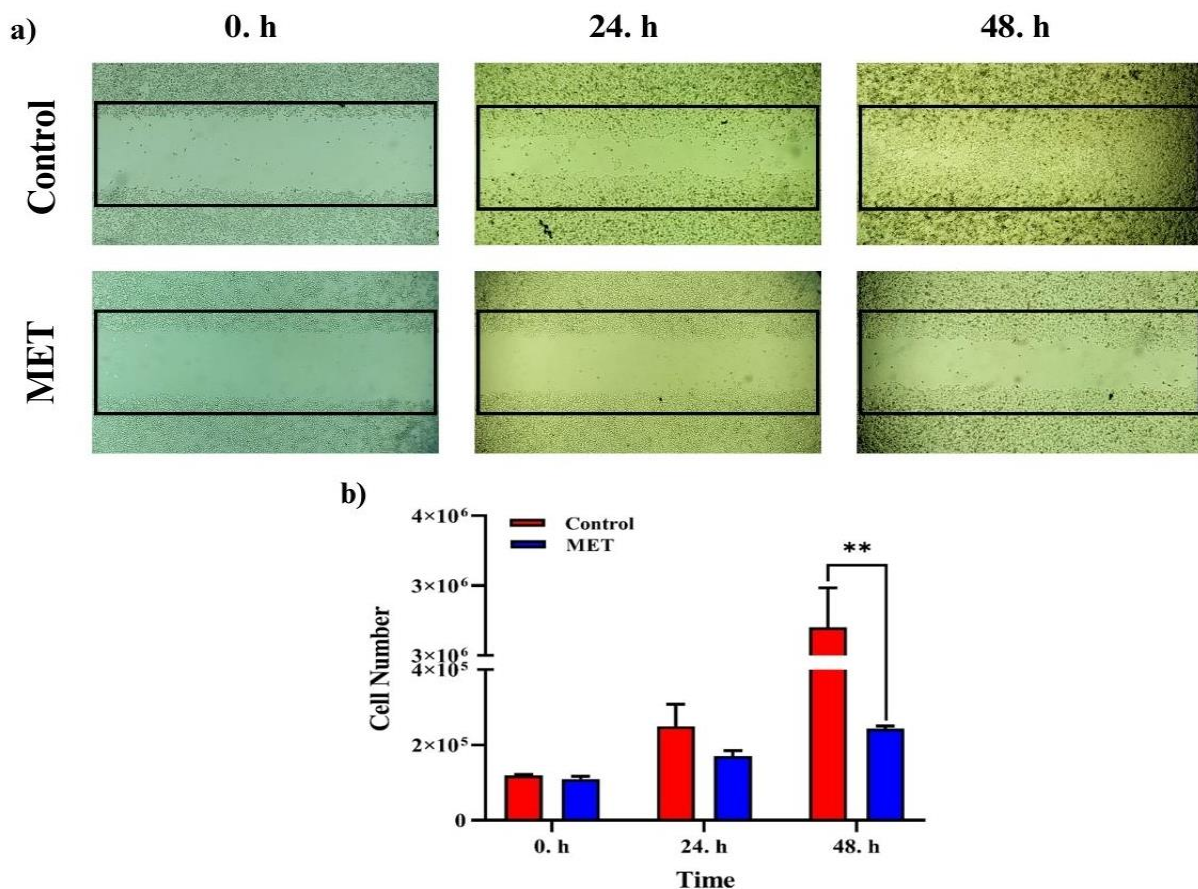 a)
0. h 24. h 48. h
Control
MET
b)
Control
MET
**
4×10⁶
3×10⁶
3×10⁶
4×10⁵
2×10⁵
0
Cell Number
0. h 24. h 48. h
Time